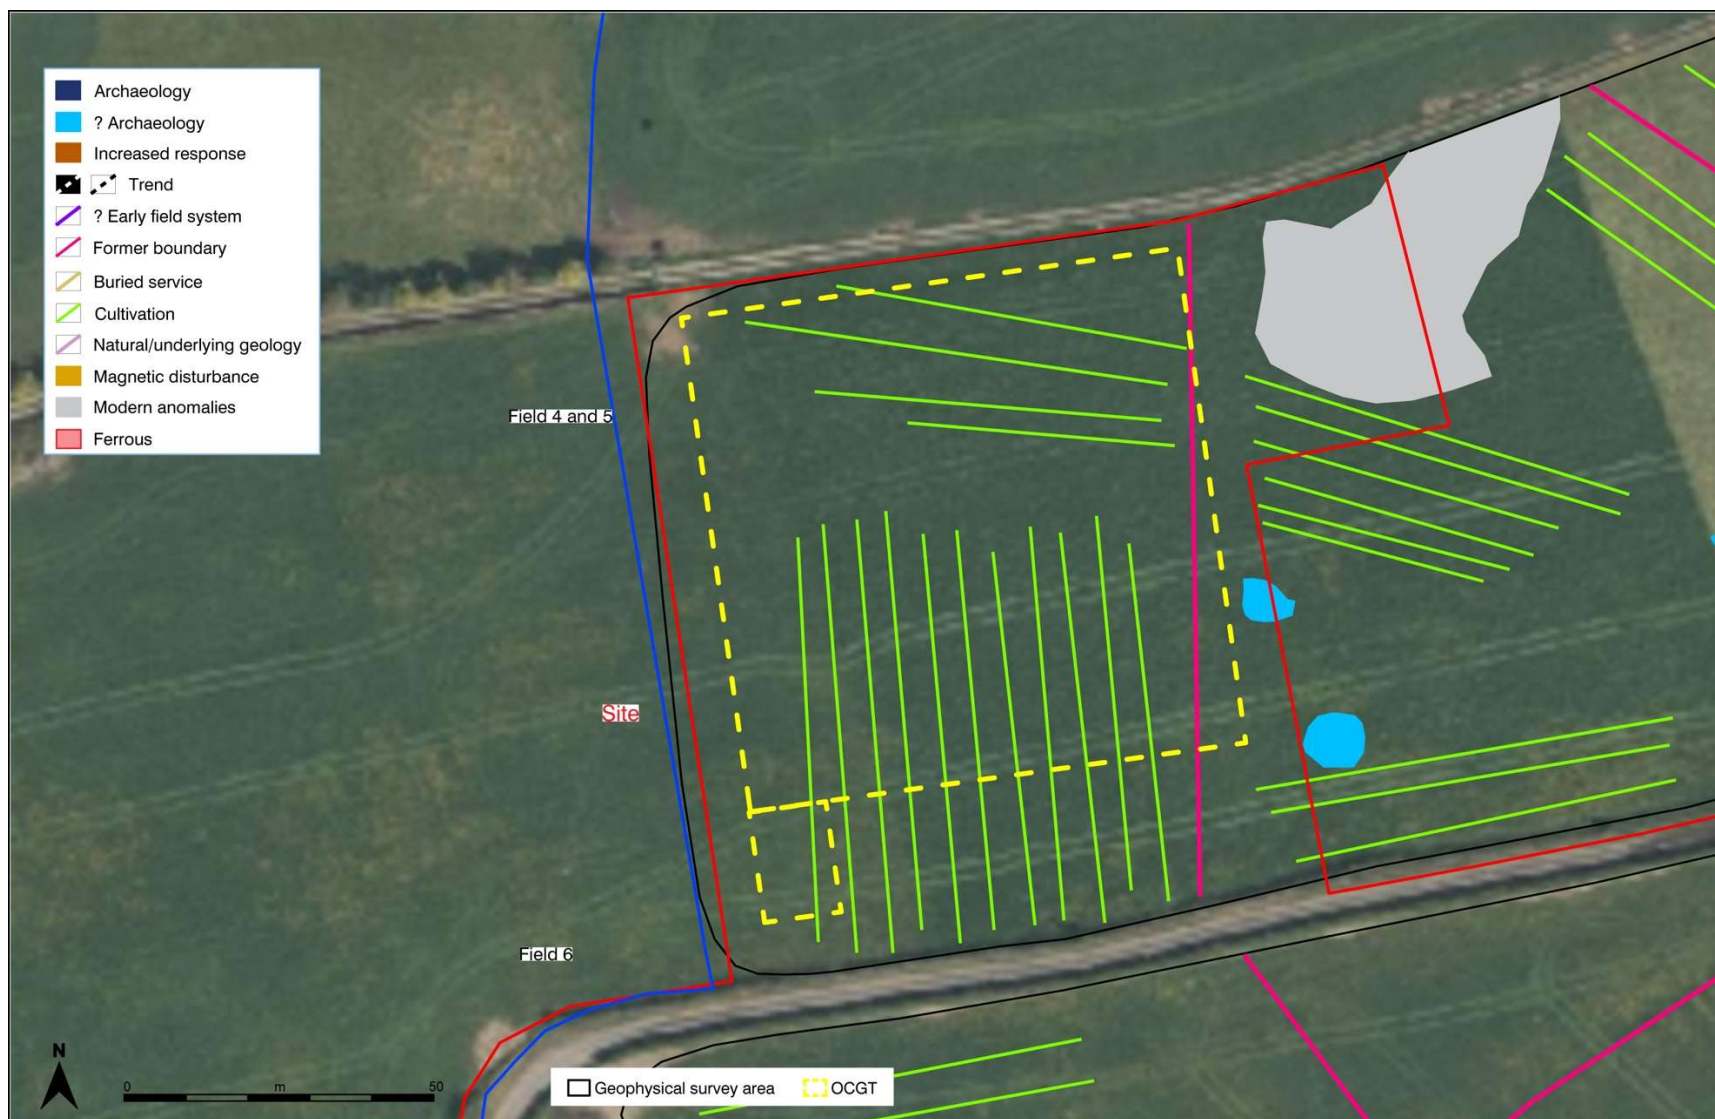 Archaeology
? Archaeology
Increased response
Trend
? Early field system
Former boundary
Buried service
Cultivation
Natural/underlying geology
Magnetic disturbance
Modern anomalies
Ferrous
Field 4 and 5
Site
Field 6
N
0 m 50
Geophysical survey area OCGT